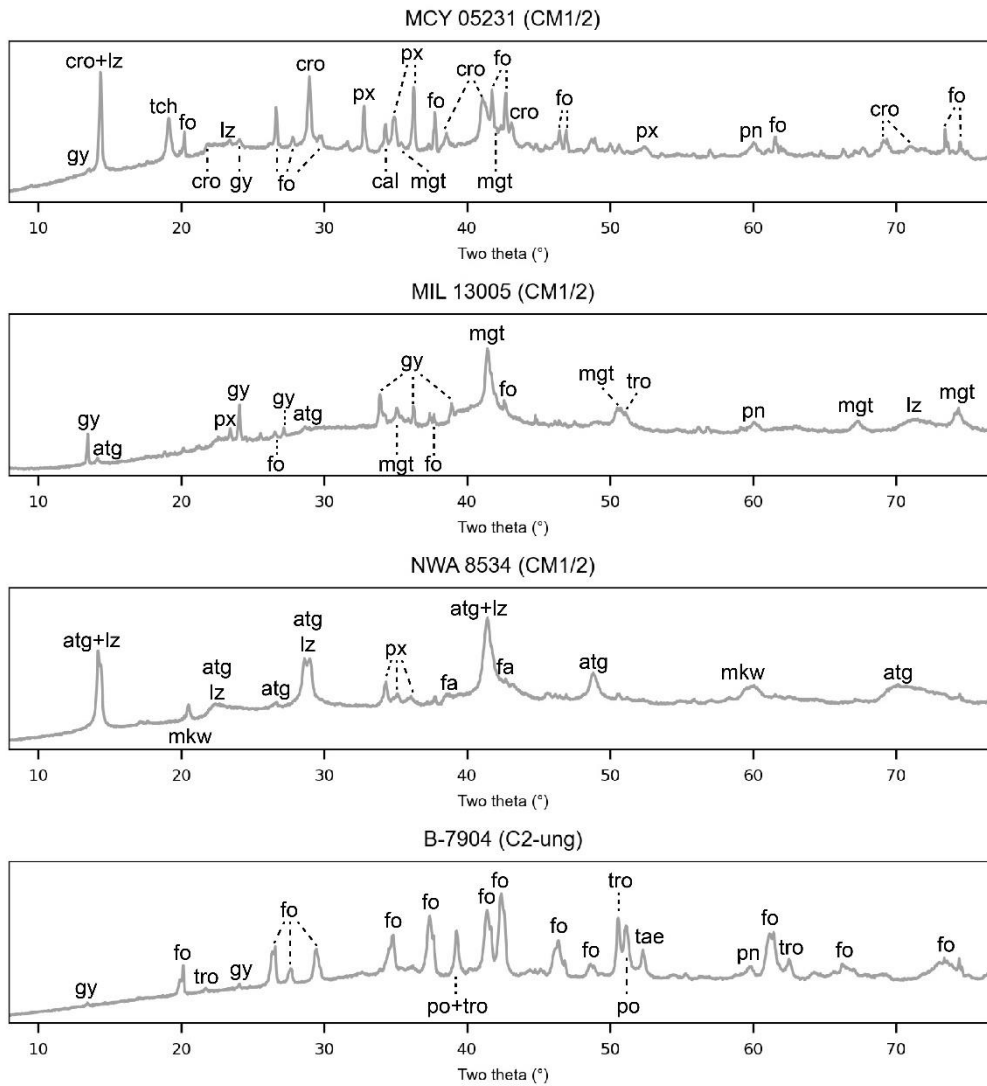 MCY 05231 (CM1/2)
cro+lz cro px cro fo
tch fo lz px fo cro fo px pn fo cro fo
gy
cro gy fo cal mgt mgt
10 20 30 40 50 60 70
Two theta (°)
MIL 13005 (CM1/2)
mgt
gy gy gy gy fo mgt tro mgt
px atg pn mgt lz
atg
fo mgt fo
10 20 30 40 50 60 70
Two theta (°)
NWA 8534 (CM1/2)
atg+lz
atg+lz atg
lz px fa atg
atg
lz atg fa mkw atg
mkw
10 20 30 40 50 60 70
Two theta (°)
B-7904 (C2-ung)
fo tro
fo fo fo fo fo fo tae fo
fo tro gy fo pn tro fo fo
gy
po+tro po
10 20 30 40 50 60 70
Two theta (°)